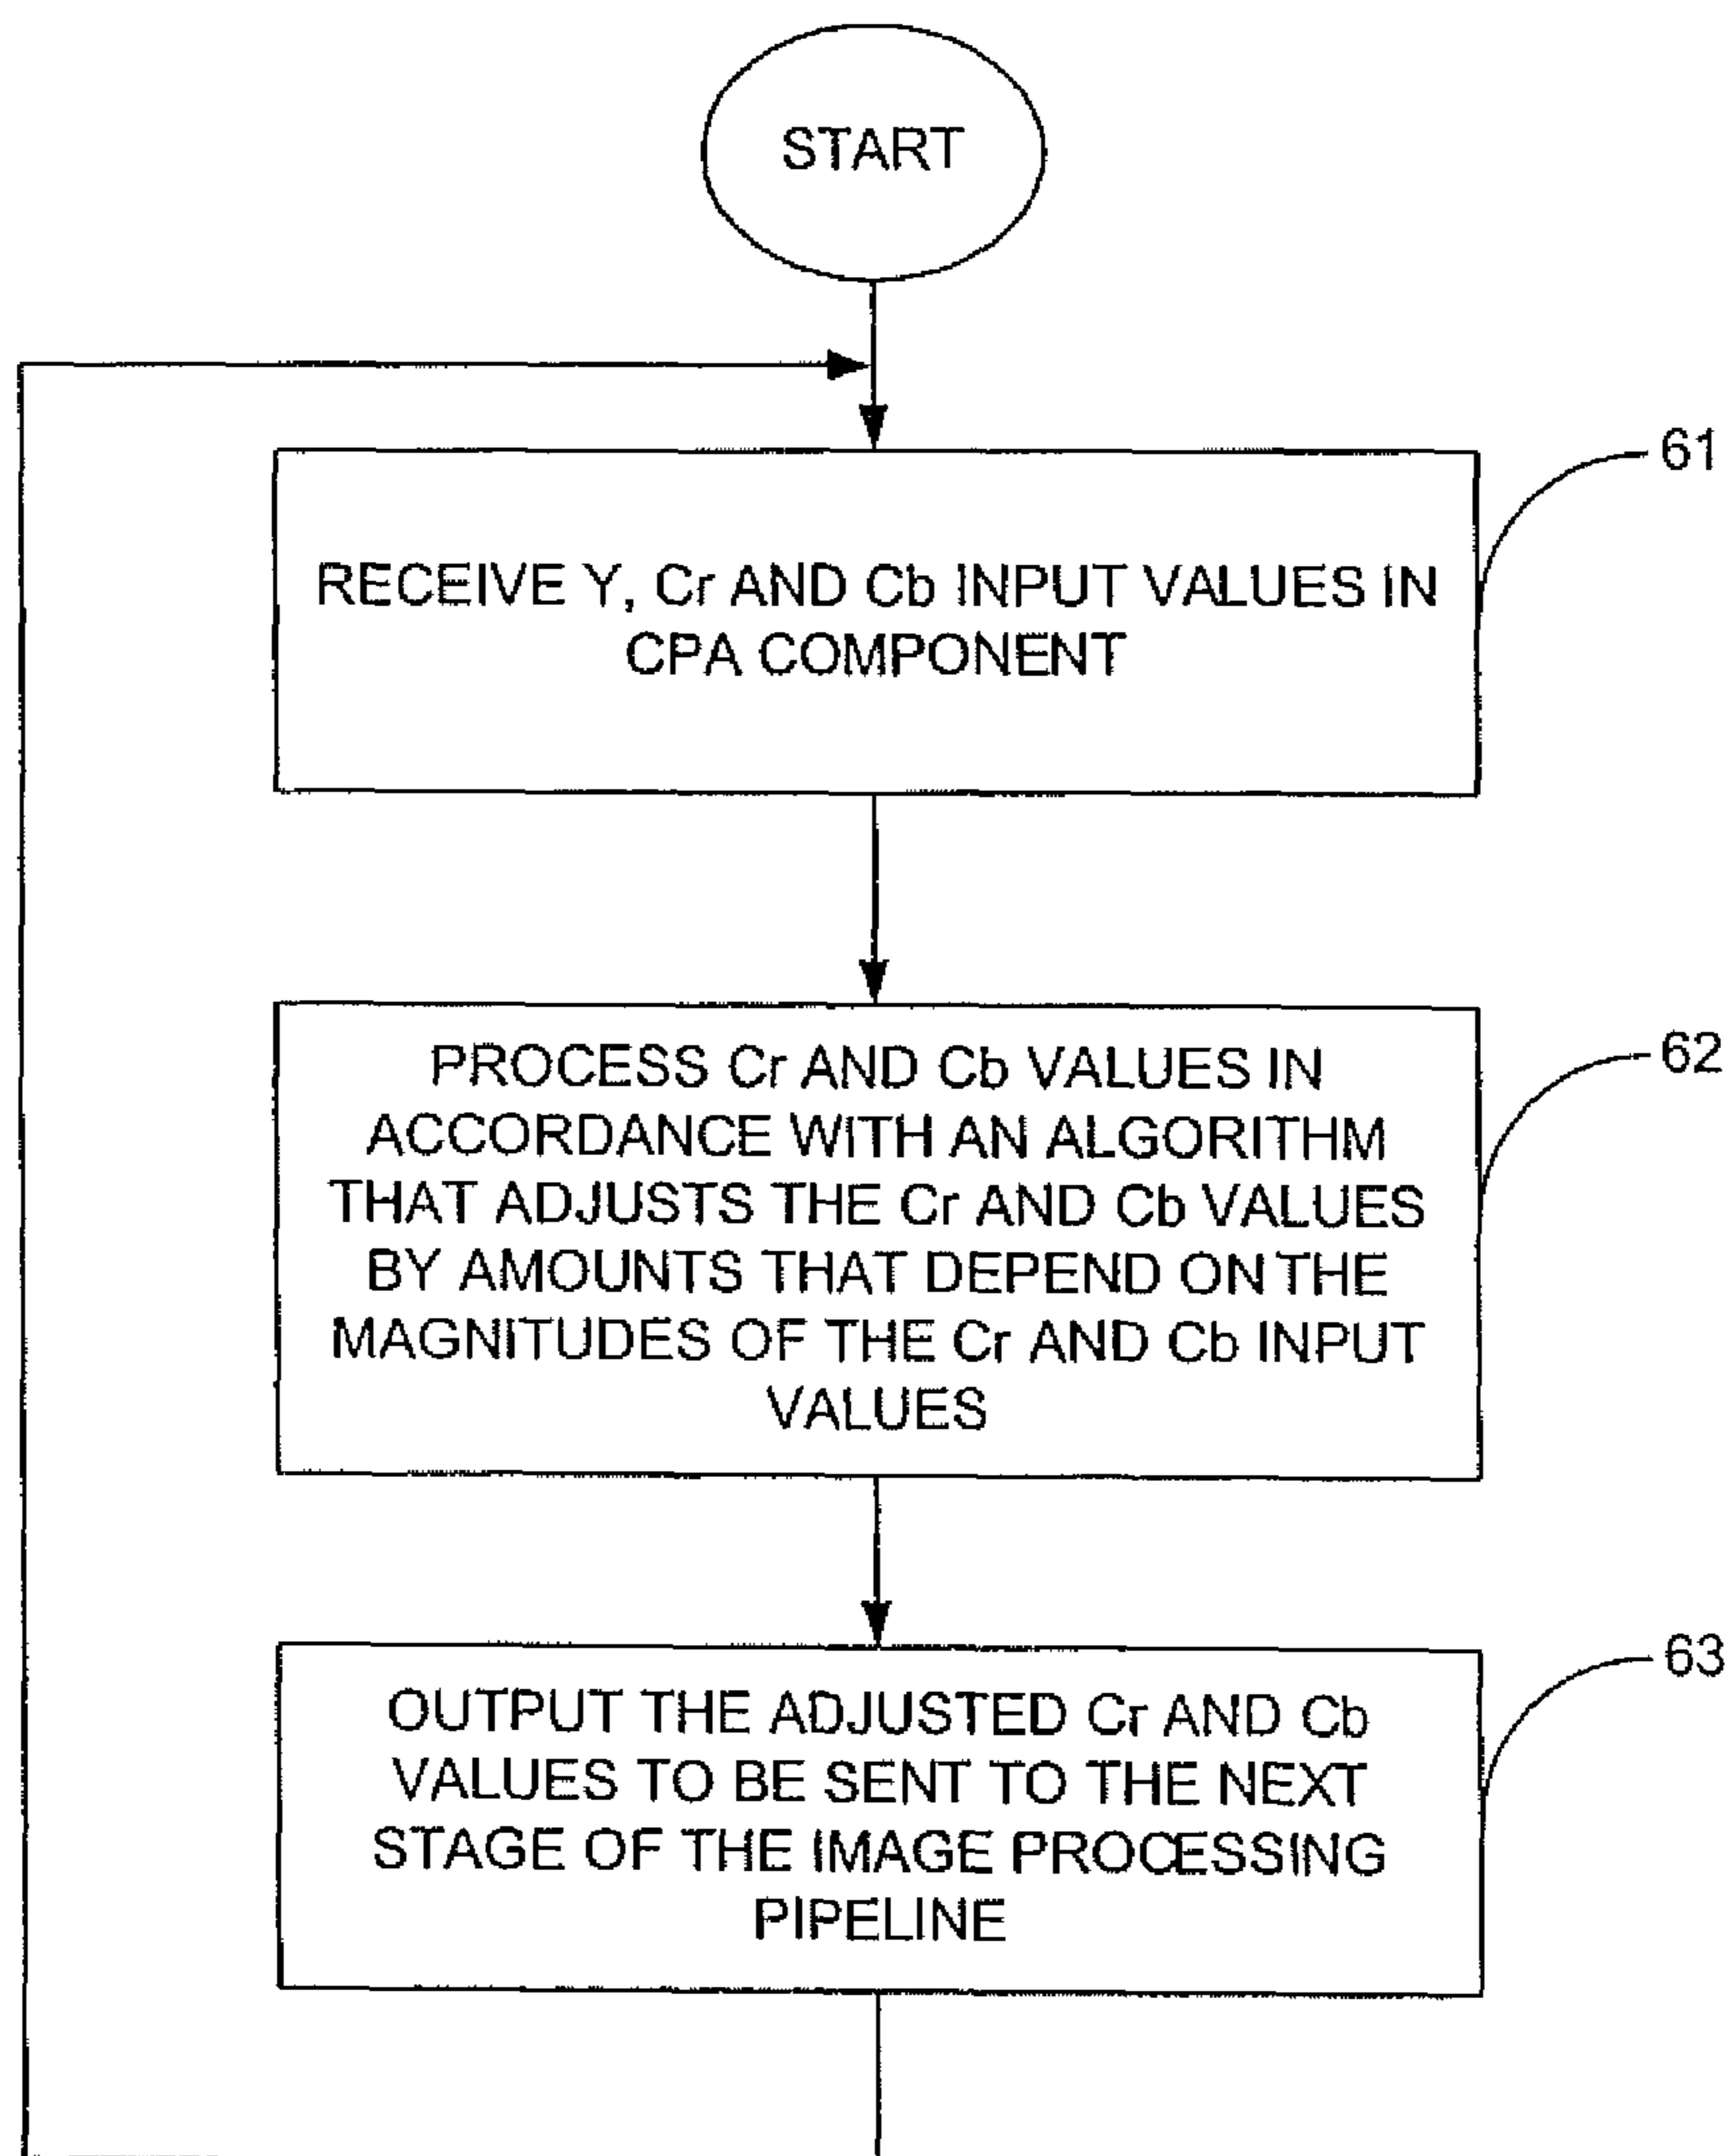 START
61
RECEIVE Y, Cr AND Cb INPUT VALUES IN
CPA COMPONENT
62
PROCESS Cr AND Cb VALUES IN
ACCORDANCE WITH AN ALGORITHM
THAT ADJUSTS THE Cr AND Cb VALUES
BY AMOUNTS THAT DEPEND ON THE
MAGNITUDES OF THE Cr AND Cb INPUT
VALUES
63
OUTPUT THE ADJUSTED Cr AND Cb
VALUES TO BE SENT TO THE NEXT
STAGE OF THE IMAGE PROCESSING
PIPELINE